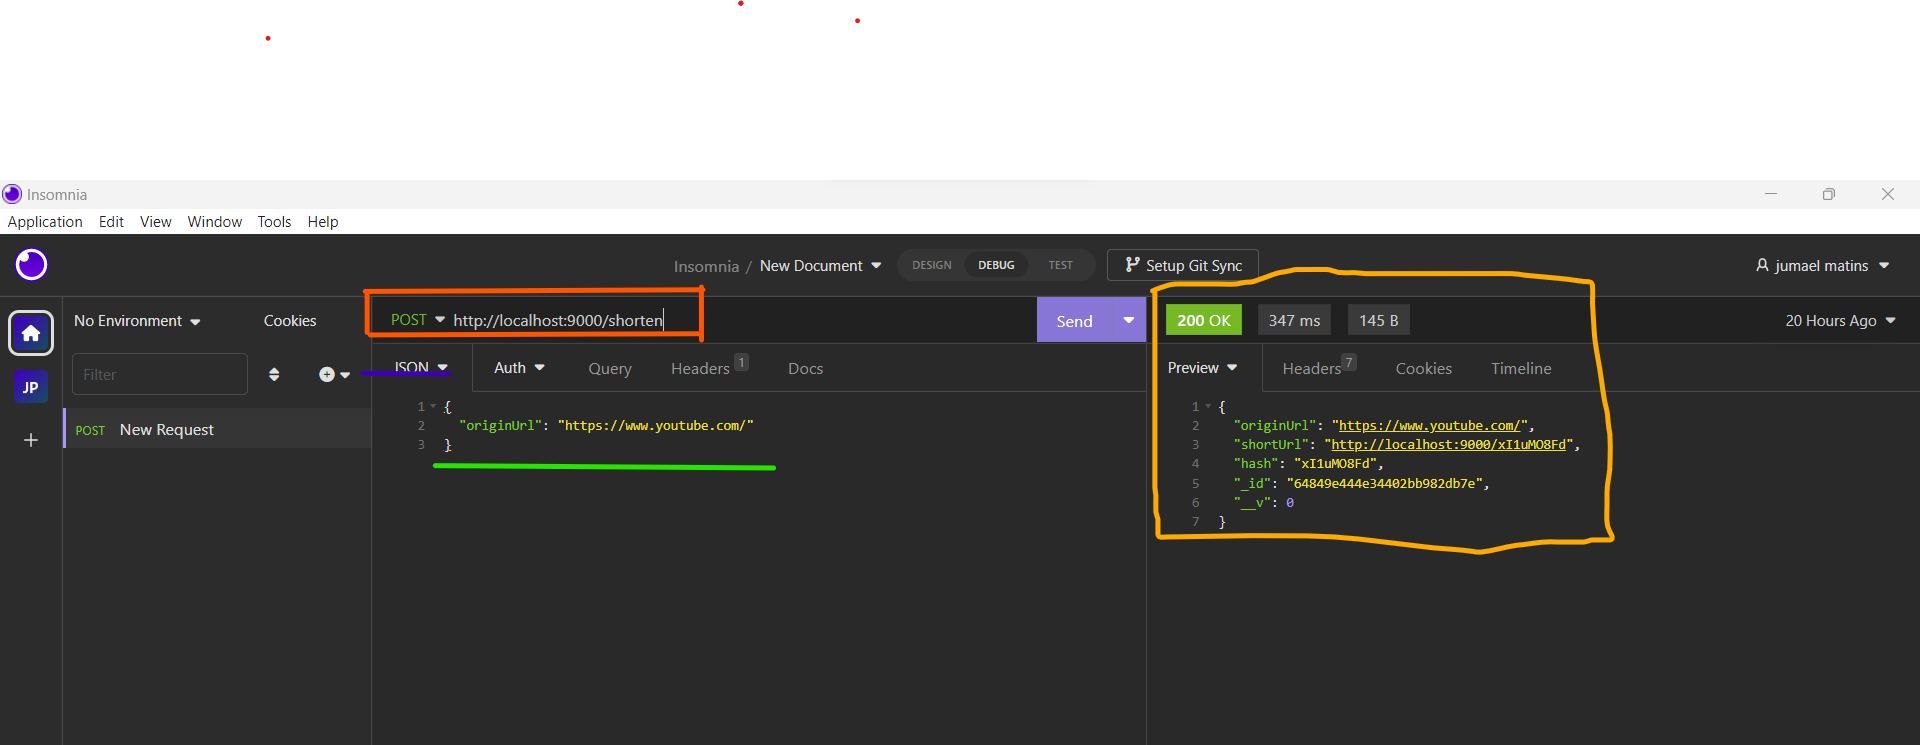 Insomnia
Application Edit View Window Tools Help
Insomnia / New Document DESIGN DEBUG TEST Setup Git Sync jumael matins
No Environment Cookies
POST http://localhost:9000/shorten Send
200 OK 347 ms 145 B 20 Hours Ago
Filter
JP
POST New Request
JSON Auth Query Headers 1 Docs
1 {
2 "originUrl": "https://www.youtube.com/"
3 }
Preview Headers 7 Cookies Timeline
1 {
2 "originUrl": "https://www.youtube.com/",
3 "shortUrl": "http://localhost:9000/xI1uMO8Fd",
4 "hash": "xI1uMO8Fd",
5 "_id": "64849e444e34402bb982db7e",
6 "__v": 0
7 }